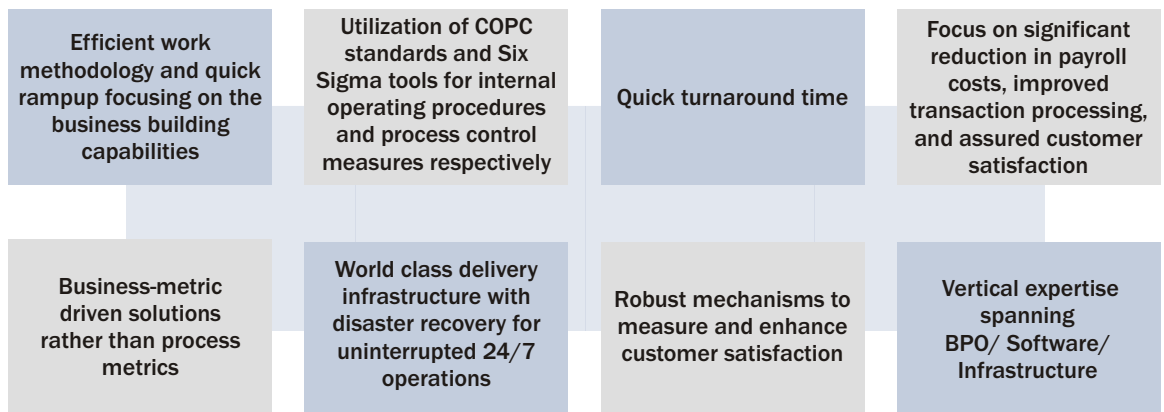 Efficient work
methodology and quick
rampup focusing on the
business building
capabilities
Utilization of COPC
standards and Six
Sigma tools for internal
operating procedures
and process control
measures respectively
Quick turnaround time
Focus on significant
reduction in payroll
costs, improved
transaction processing,
and assured customer
satisfaction
Business-metric
driven solutions
rather than process
metrics
World class delivery
infrastructure with
disaster recovery for
uninterrupted 24/7
operations
Robust mechanisms to
measure and enhance
customer satisfaction
Vertical expertise
spanning
BPO/ Software/
Infrastructure